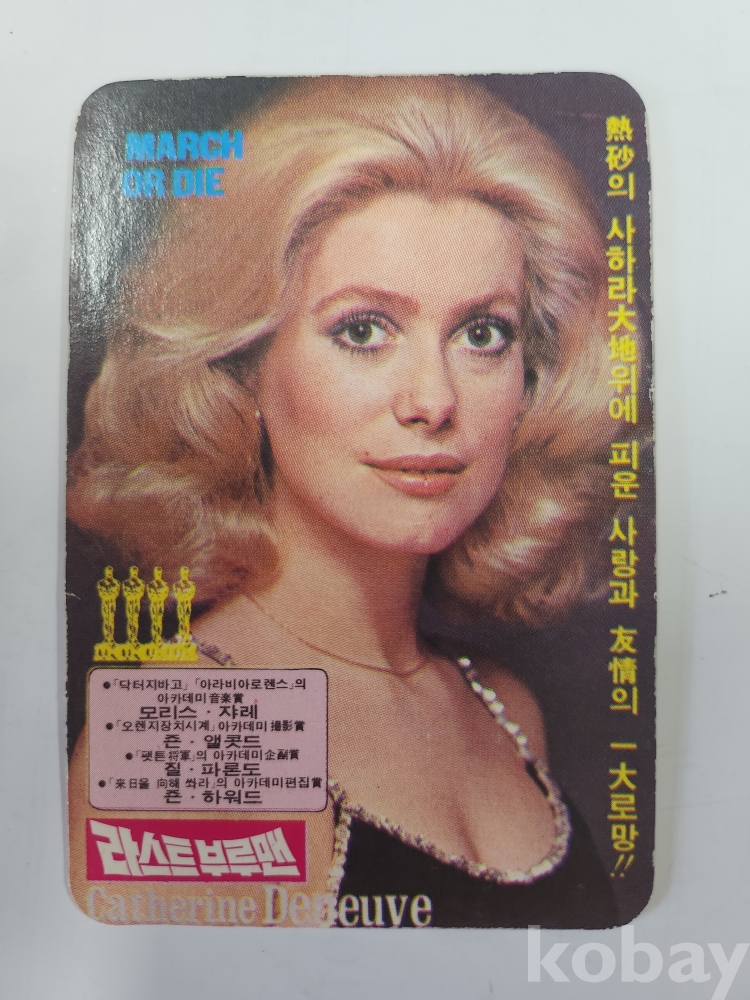 MARCH
OR DIE
熱砂의 사하라大地위에 피운 사랑과 友情의 一大로망!!
●「닥터지바고」「아라비아로렌스」의
아카데미音楽賞
모리스·쟈레
●「오렌지장치시계」아카데미撮影賞
죤·앨콧드
●「팻튼将軍」의 아카데미企劃賞
질·파론도
●「来日을 向해 쏴라」의 아카데미편집賞
죤·하워드
라스트부루맨
Catherine Deneuve
kobay